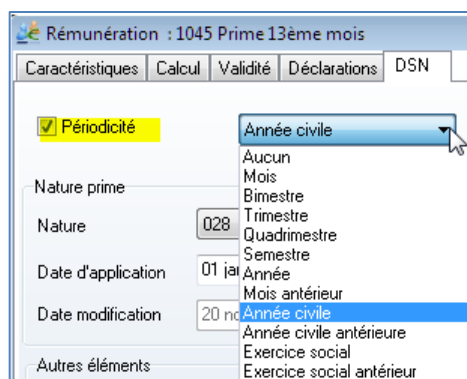 Rémunération : 1045 Prime 13ème mois
Caractéristiques Calcul Validité Déclarations DSN
Périodicité Année civile
Aucun
Mois
Bimestre
Trimestre
Quadrimestre
Semestre
Année
Mois antérieur
Année civile
Année civile antérieure
Exercice social
Exercice social antérieur
Nature prime
Nature 028
Date d'application 01
Date modification 20
Autres éléments